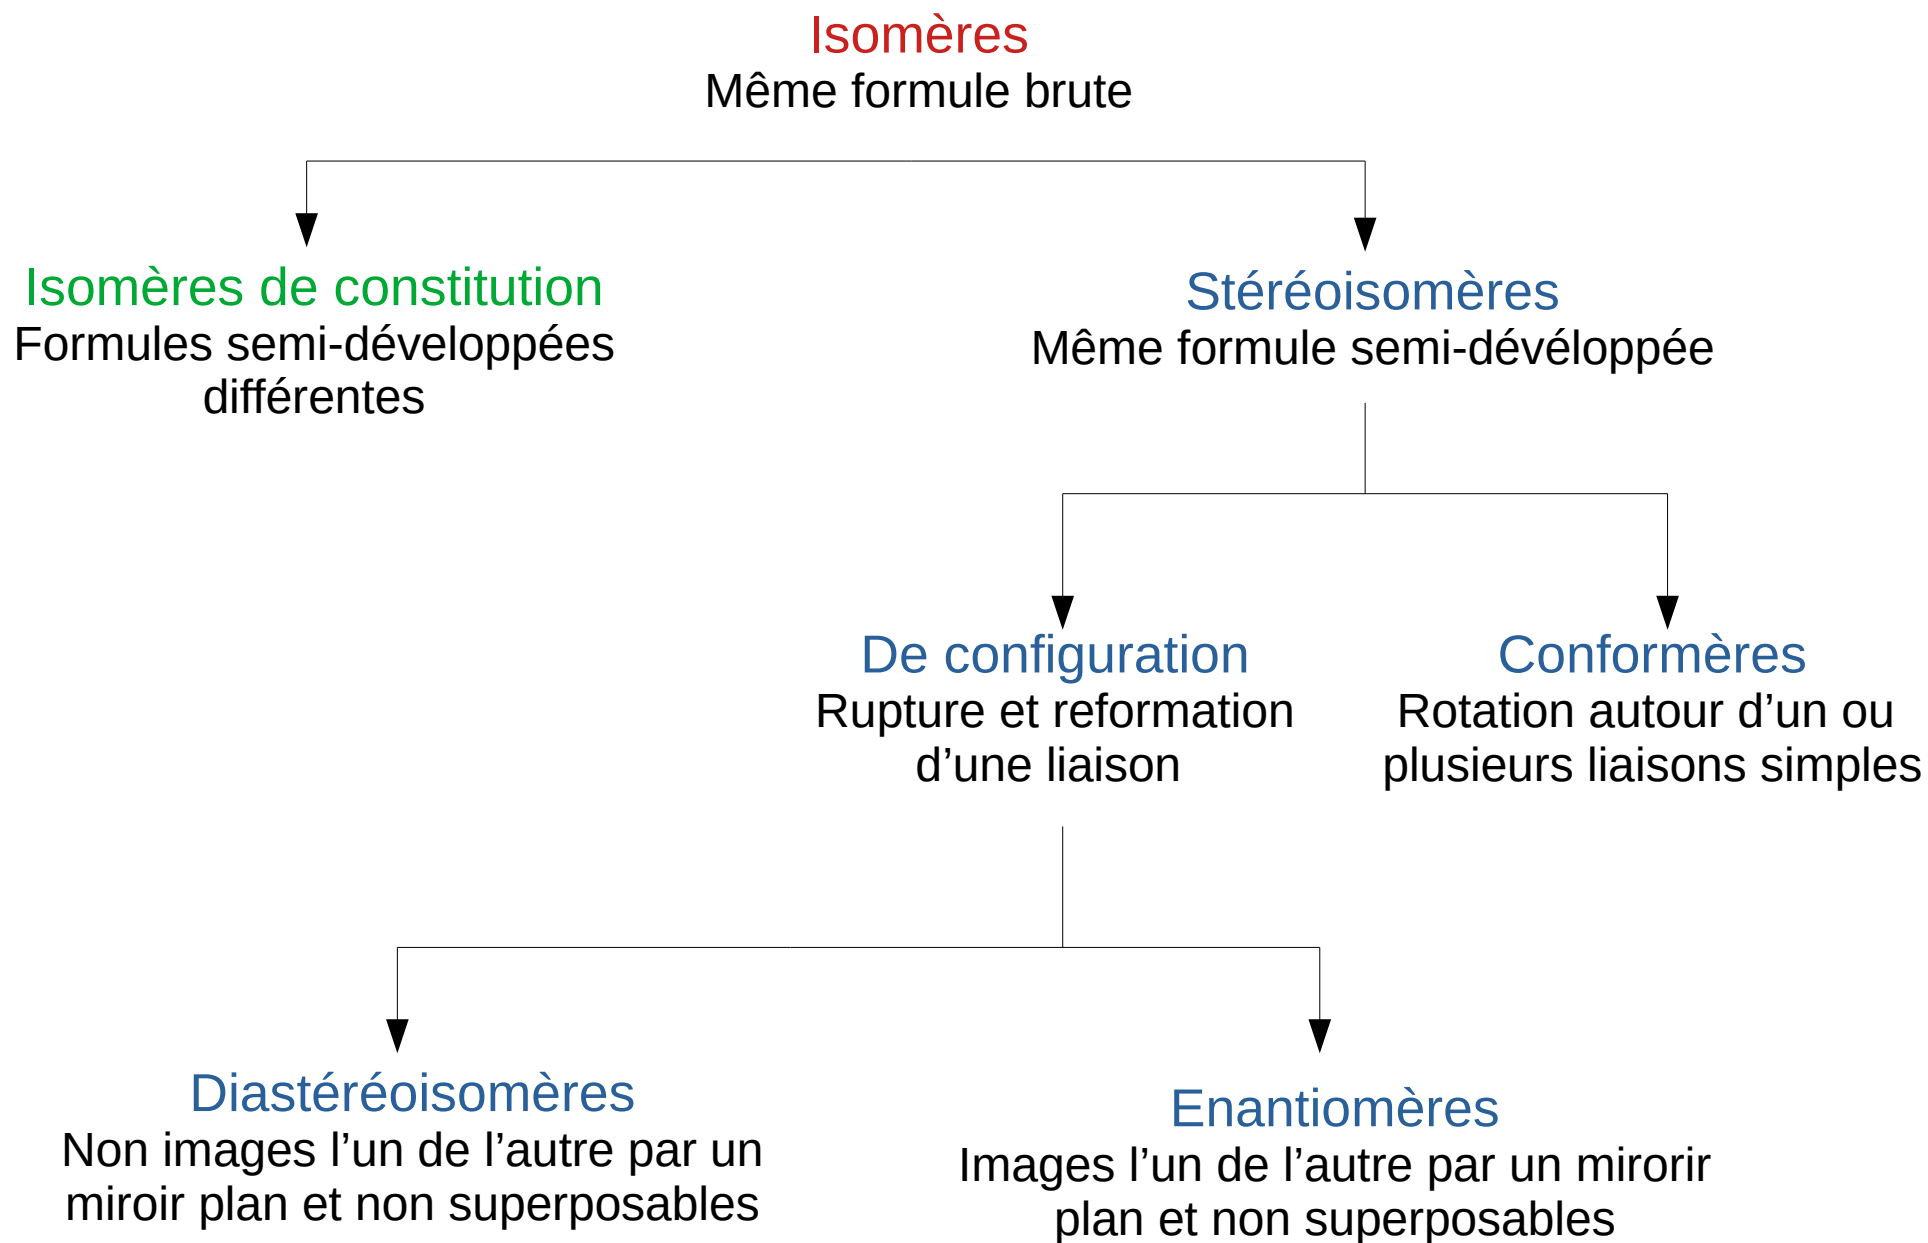 Isomères
Même formule brute
Isomères de constitution
Formules semi-développées
différentes
Stéréoisomères
Même formule semi-dévéloppée
De configuration
Rupture et reformation
d’une liaison
Conformères
Rotation autour d’un ou
plusieurs liaisons simples
Diastéréoisomères
Non images l’un de l’autre par un
miroir plan et non superposables
Enantiomères
Images l’un de l’autre par un mirorir
plan et non superposables